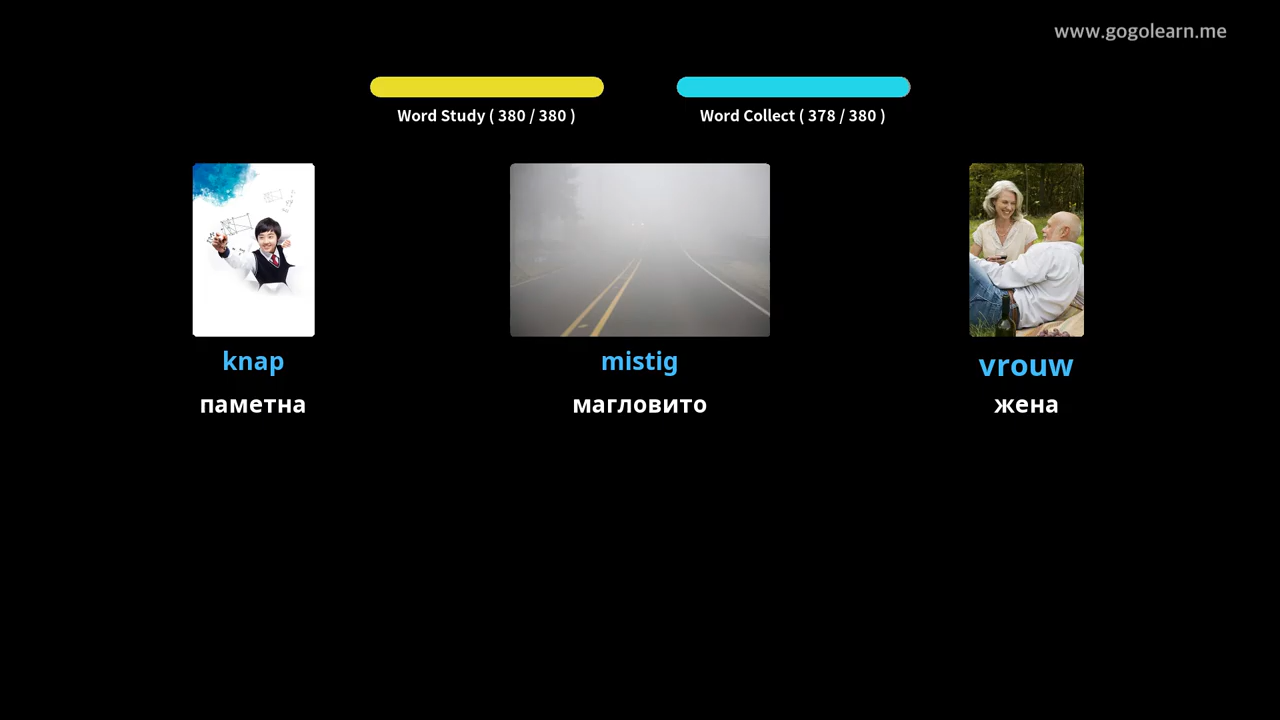 www.gogolearn.me
Word Study ( 380 / 380 )
Word Collect ( 378 / 380 )
knap
mistig
vrouw
паметна
магловито
жена